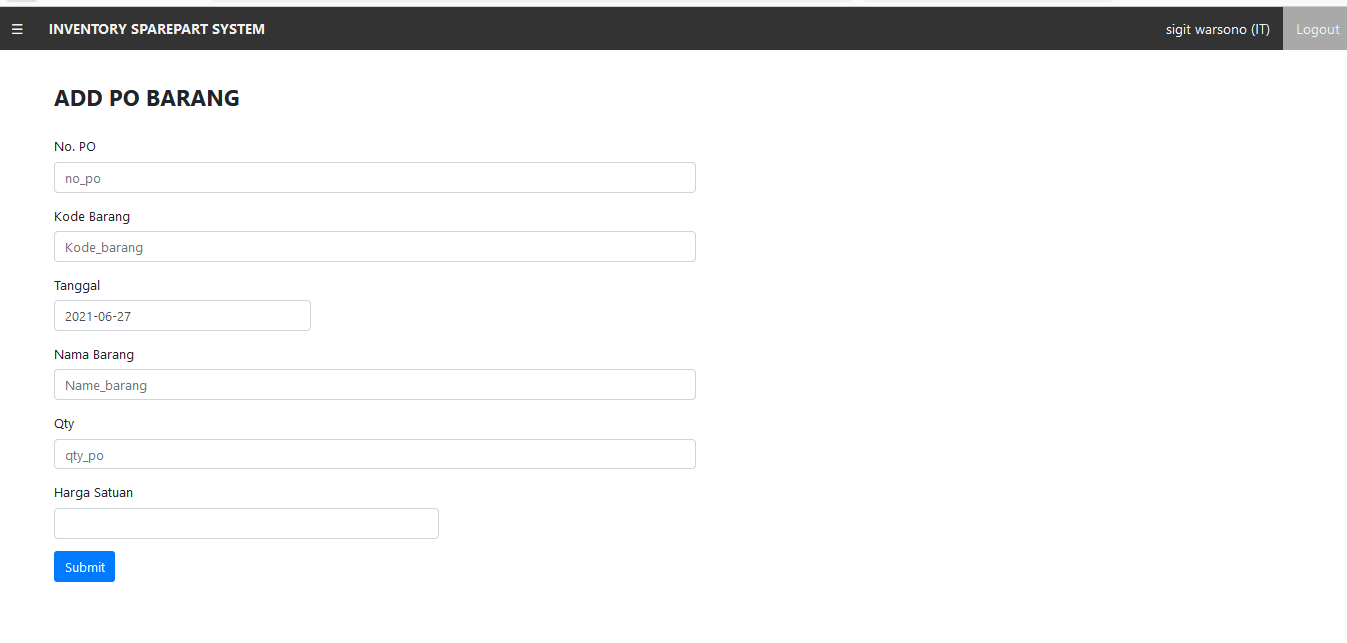 ☰ INVENTORY SPAREPART SYSTEM sigit warsono (IT) Logout
ADD PO BARANG
No. PO
no_po
Kode Barang
Kode_barang
Tanggal
2021-06-27
Nama Barang
Name_barang
Qty
qty_po
Harga Satuan
Submit